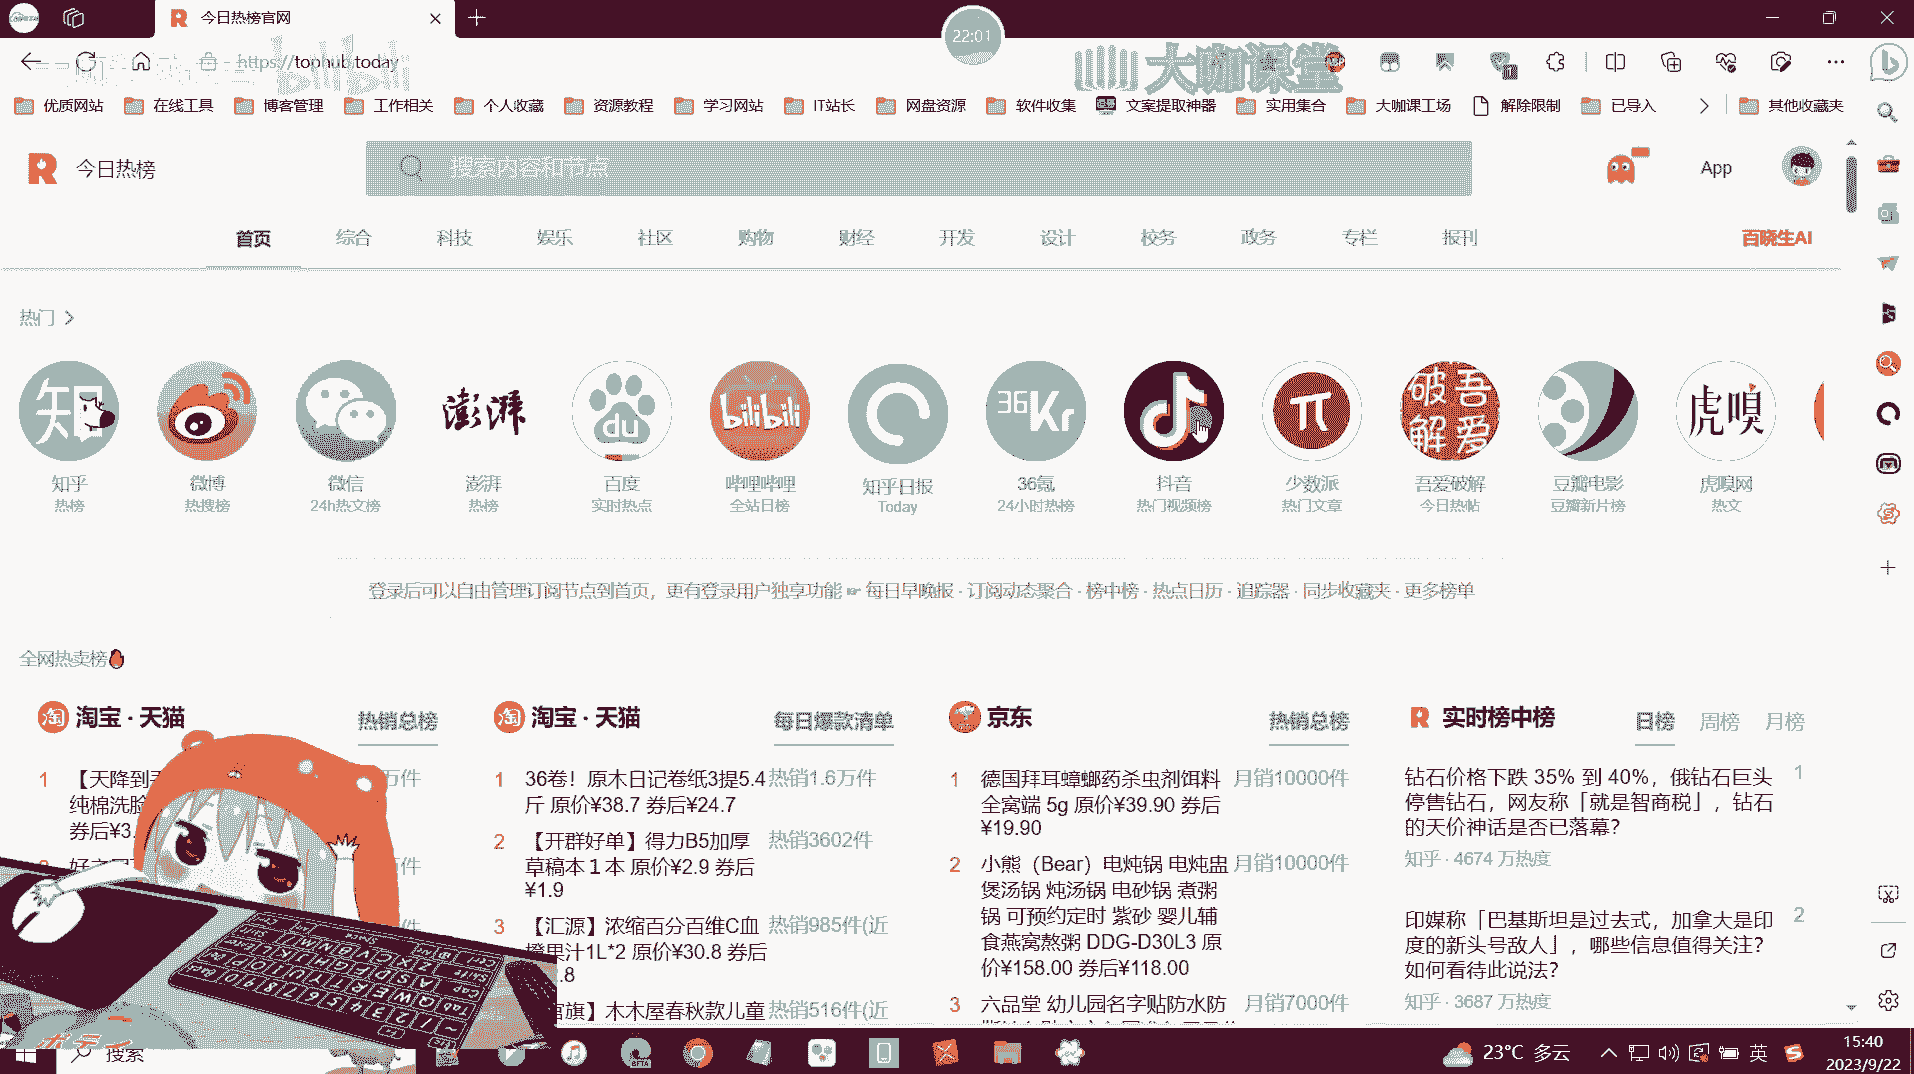 今日热榜官网
22:01
https://tophub.today
bilibili
大咖课堂
优质网站 在线工具 博客管理 工作相关 个人收藏 资源教程 学习网站 IT站长 网盘资源 软件收集 文案提取神器 实用集合 大咖课工场 解除限制 已导入 其他收藏夹
今日热榜
搜索内容和节点
App
首页 综合 科技 娱乐 社区 购物 财经 开发 设计 校务 政务 专栏 报刊 百晓生AI
热门
知 澎湃 du bilibili 36Kr 吾爱破解 虎嗅
知乎 微博 微信 澎湃 百度 哔哩哔哩 知乎日报 36氪 抖音 少数派 吾爱破解 豆瓣电影 虎嗅网
热榜 热搜榜 24h热文榜 热榜 实时热点 全站日榜 Today 24小时热榜 热门视频榜 热门文章 今日热帖 豆瓣新片榜 热文
登录后可以自由管理订阅节点到首页，更有登录用户独享功能 ☞ 每日早晚报 · 订阅动态聚合 · 榜中榜 · 热点日历 · 追踪器 · 同步收藏夹 · 更多榜单
全网热卖榜
淘 淘宝 · 天猫 热销总榜
1 【天降到
纯棉洗脸
券后¥3.
万件
件
件
淘 淘宝 · 天猫 每日爆款清单
1 36卷！原木日记卷纸3提5.4 热销1.6万件
斤 原价¥38.7 券后¥24.7
2 【开群好单】得力B5加厚 热销3602件
草稿本１本 原价¥2.9 券后
¥1.9
3 【汇源】浓缩百分百维C血 热销985件(近
橙果汁1L*2 原价¥30.8 券后
.8
官旗】木木屋春秋款儿童 热销516件(近
京东 热销总榜
1 德国拜耳蟑螂药杀虫剂饵料 月销10000件
全窝端 5g 原价¥39.90 券后
¥19.90
2 小熊（Bear）电炖锅 电炖盅 月销10000件
煲汤锅 炖汤锅 电砂锅 煮粥
锅 可预约定时 紫砂 婴儿辅
食燕窝熬粥 DDG-D30L3 原
价¥158.00 券后¥118.00
3 六品堂 幼儿园名字贴防水防 月销7000件
实时榜中榜 日榜 周榜 月榜
钻石价格下跌 35% 到 40%，俄钻石巨头 1
停售钻石，网友称「就是智商税」，钻石
的天价神话是否已落幕？
知乎 · 4674 万热度
印媒称「巴基斯坦是过去式，加拿大是印 2
度的新头号敌人」，哪些信息值得关注？
如何看待此说法？
知乎 · 3687 万热度
搜索
BETA
23°C 多云
英
15:40
2023/9/22